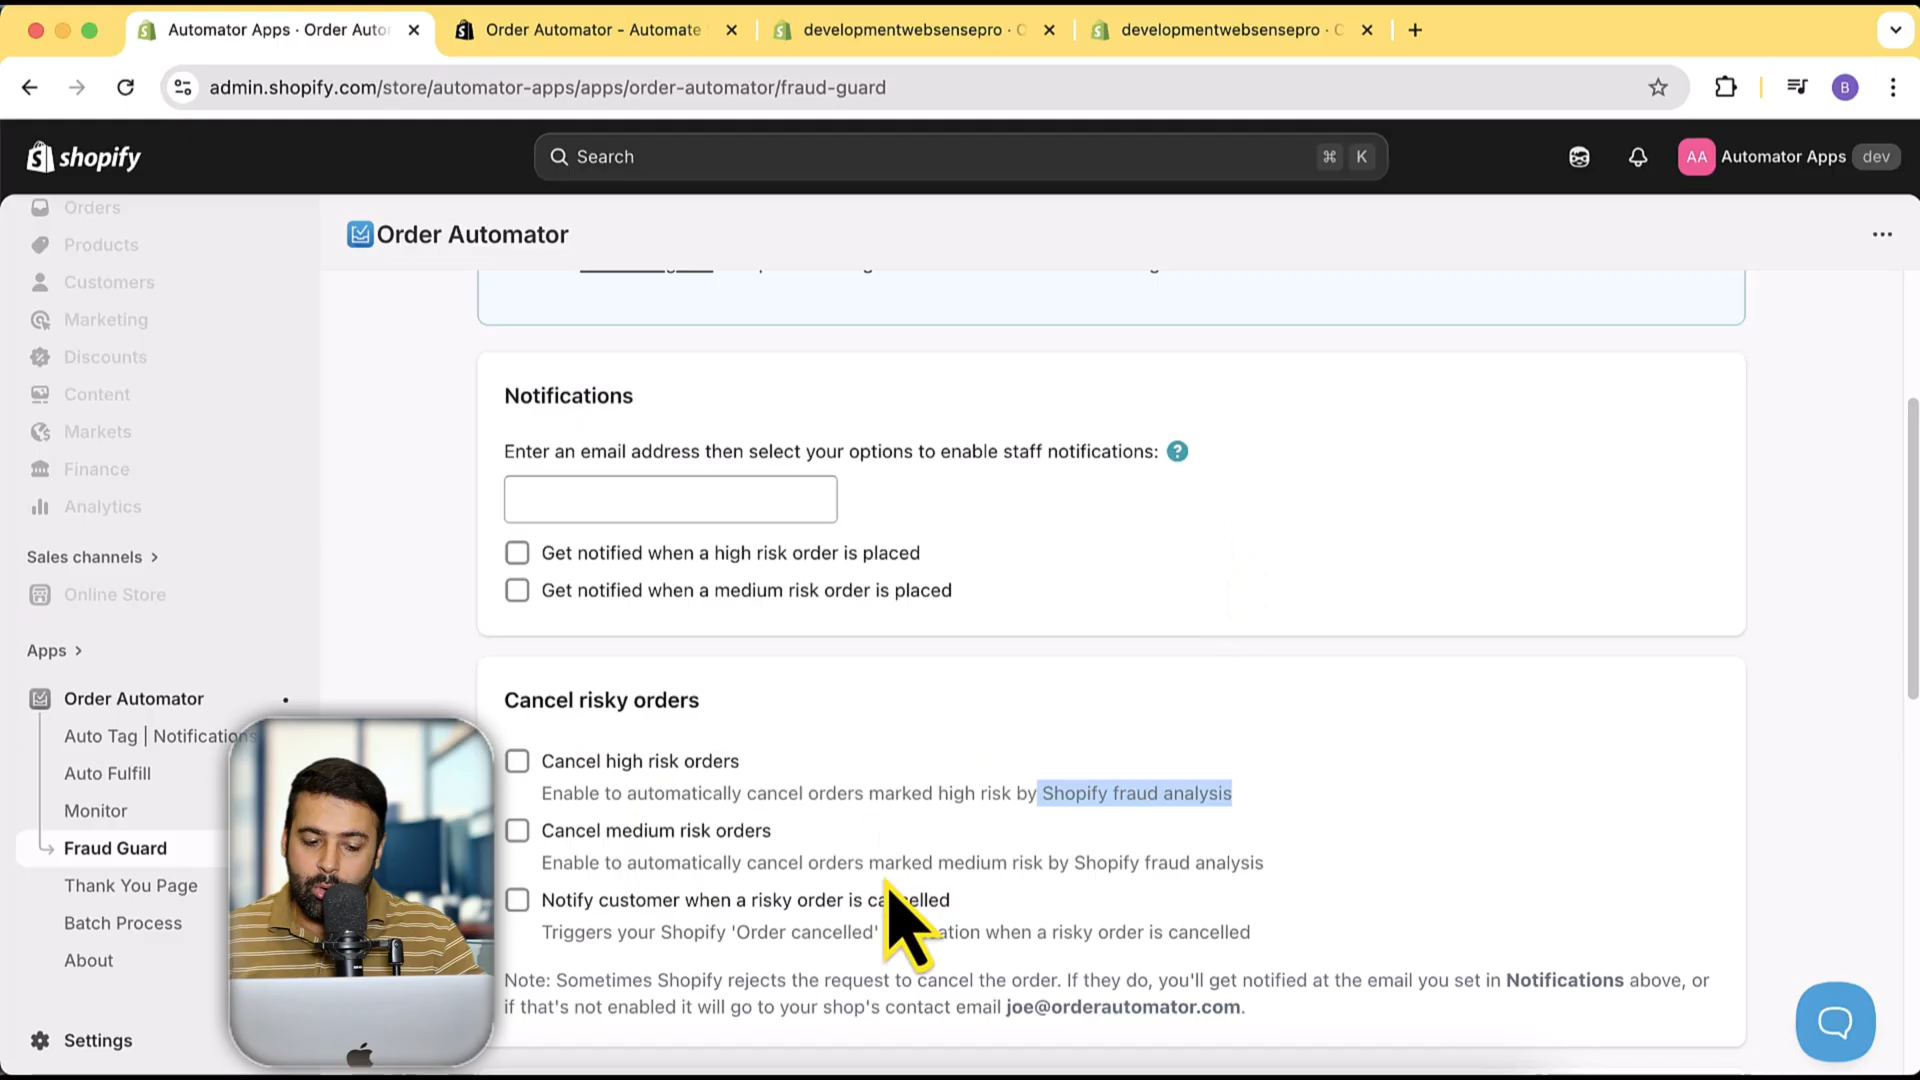 Automator Apps · Order Autor
Order Automator - Automate
developmentwebsensepro ·
developmentwebsensepro ·
admin.shopify.com/store/automator-apps/apps/order-automator/fraud-guard
B
shopify
Search
⌘ K
AA Automator Apps dev
Orders
Products
Customers
Marketing
Discounts
Content
Markets
Finance
Analytics
Sales channels
Online Store
Apps
Order Automator
Auto Tag | Notifications
Auto Fulfill
Monitor
Fraud Guard
Thank You Page
Batch Process
About
Settings
Order Automator
Notifications
Enter an email address then select your options to enable staff notifications: ?
Get notified when a high risk order is placed
Get notified when a medium risk order is placed
Cancel risky orders
Cancel high risk orders
Enable to automatically cancel orders marked high risk by Shopify fraud analysis
Cancel medium risk orders
Enable to automatically cancel orders marked medium risk by Shopify fraud analysis
Notify customer when a risky order is cancelled
Triggers your Shopify 'Order cancelled' when a risky order is cancelled
Note: Sometimes Shopify rejects the request to cancel the order. If they do, you'll get notified at the email you set in Notifications above, or
if that's not enabled it will go to your shop's contact email joe@orderautomator.com.